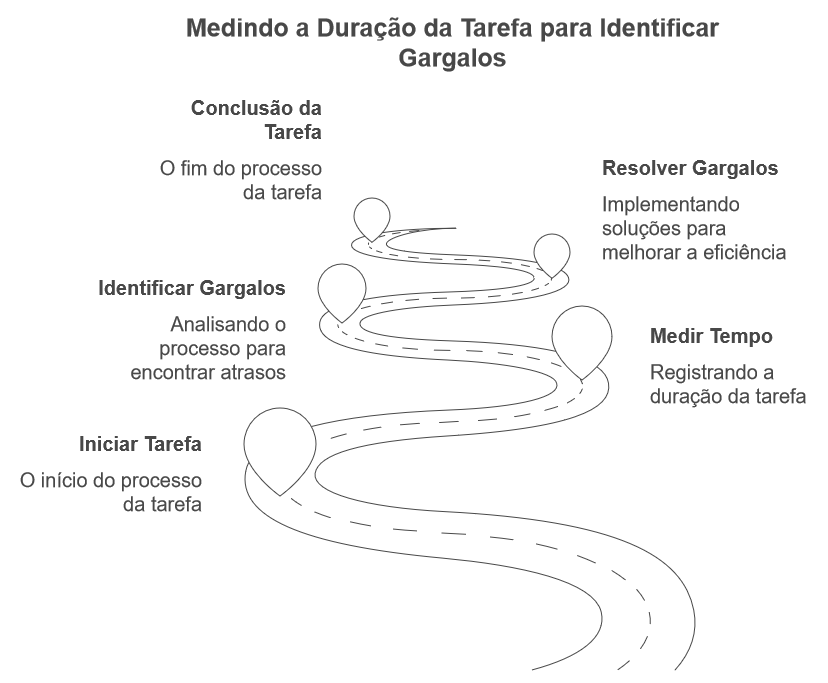 Medindo a Duração da Tarefa para Identificar
Gargalos
Conclusão da
Tarefa
O fim do processo
da tarefa
Resolver Gargalos
Implementando
soluções para
melhorar a eficiência
Identificar Gargalos
Analisando o
processo para
encontrar atrasos
Medir Tempo
Registrando a
duração da tarefa
Iniciar Tarefa
O início do processo
da tarefa